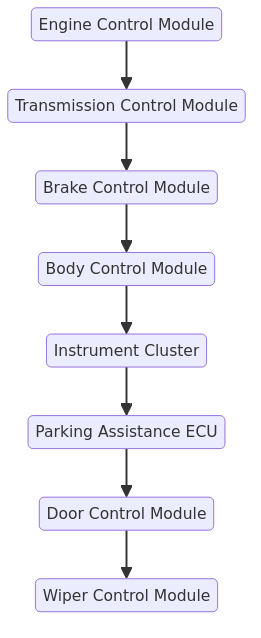 Engine Control Module
Transmission Control Module
Brake Control Module
Body Control Module
Instrument Cluster
Parking Assistance ECU
Door Control Module
Wiper Control Module